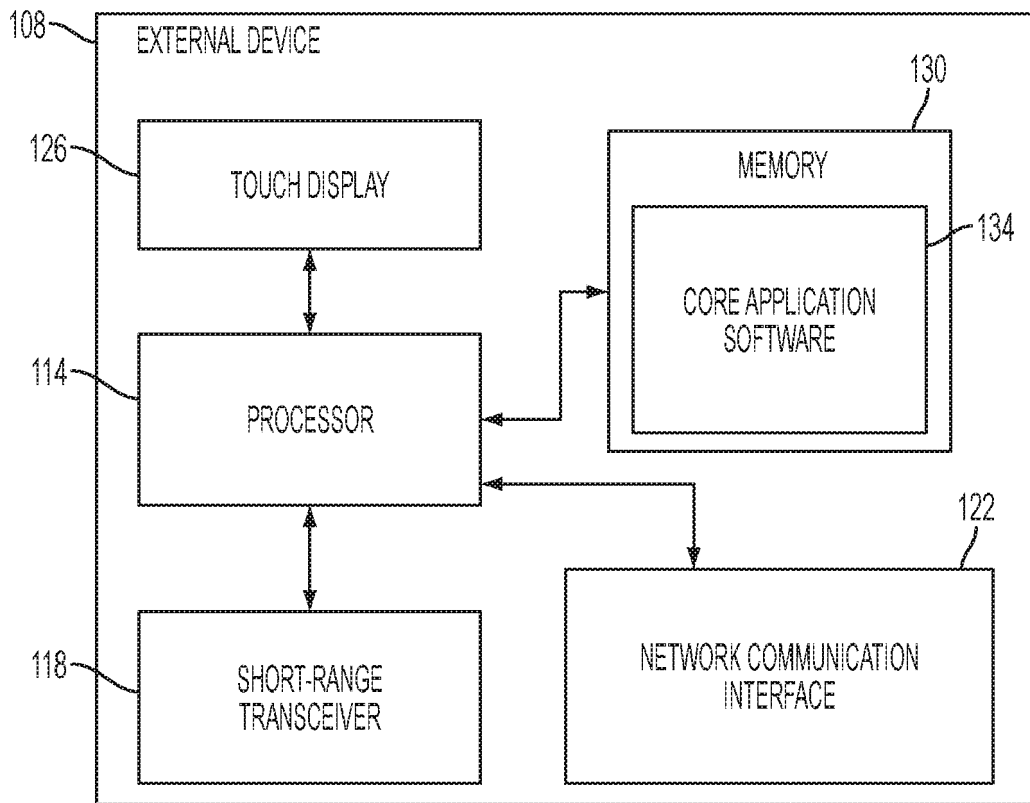 108
EXTERNAL DEVICE
130
126
TOUCH DISPLAY
MEMORY
134
CORE APPLICATION
SOFTWARE
114
PROCESSOR
122
118
SHORT-RANGE
TRANSCEIVER
NETWORK COMMUNICATION
INTERFACE